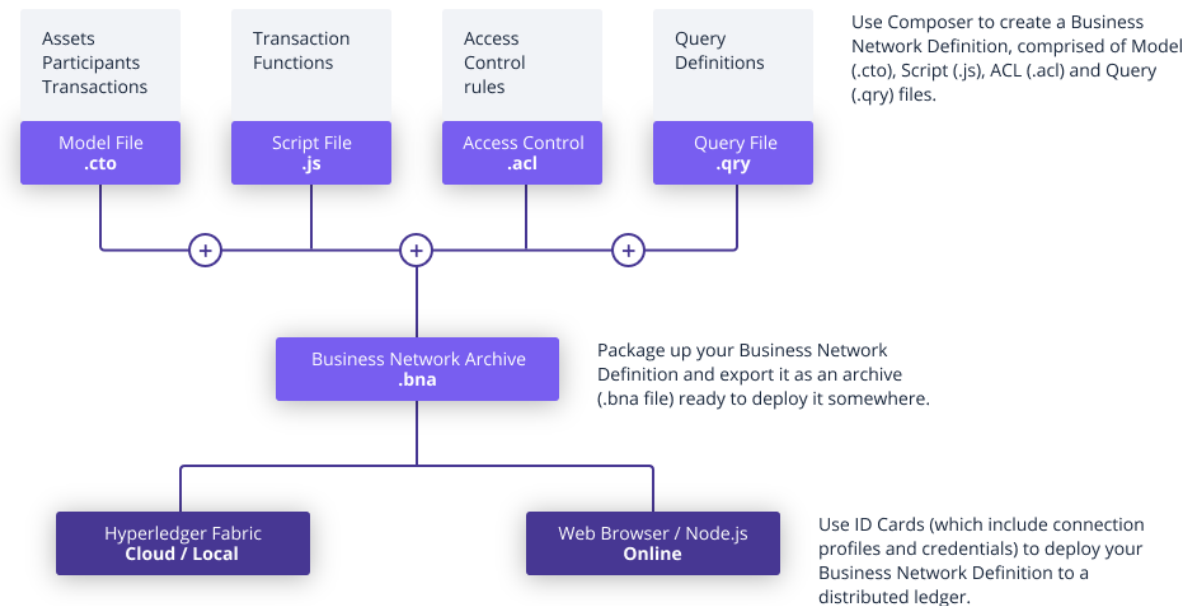 Assets
Participants
Transactions
Model File
.cto
Transaction
Functions
Script File
.js
Access
Control
rules
Access Control
.acl
Query
Definitions
Query File
.qry
Use Composer to create a Business
Network Definition, comprised of Model
(.cto), Script (.js), ACL (.acl) and Query
(.qry) files.
+
+
+
Business Network Archive
.bna
Package up your Business Network
Definition and export it as an archive
(.bna file) ready to deploy it somewhere.
Hyperledger Fabric
Cloud / Local
Web Browser / Node.js
Online
Use ID Cards (which include connection
profiles and credentials) to deploy your
Business Network Definition to a
distributed ledger.